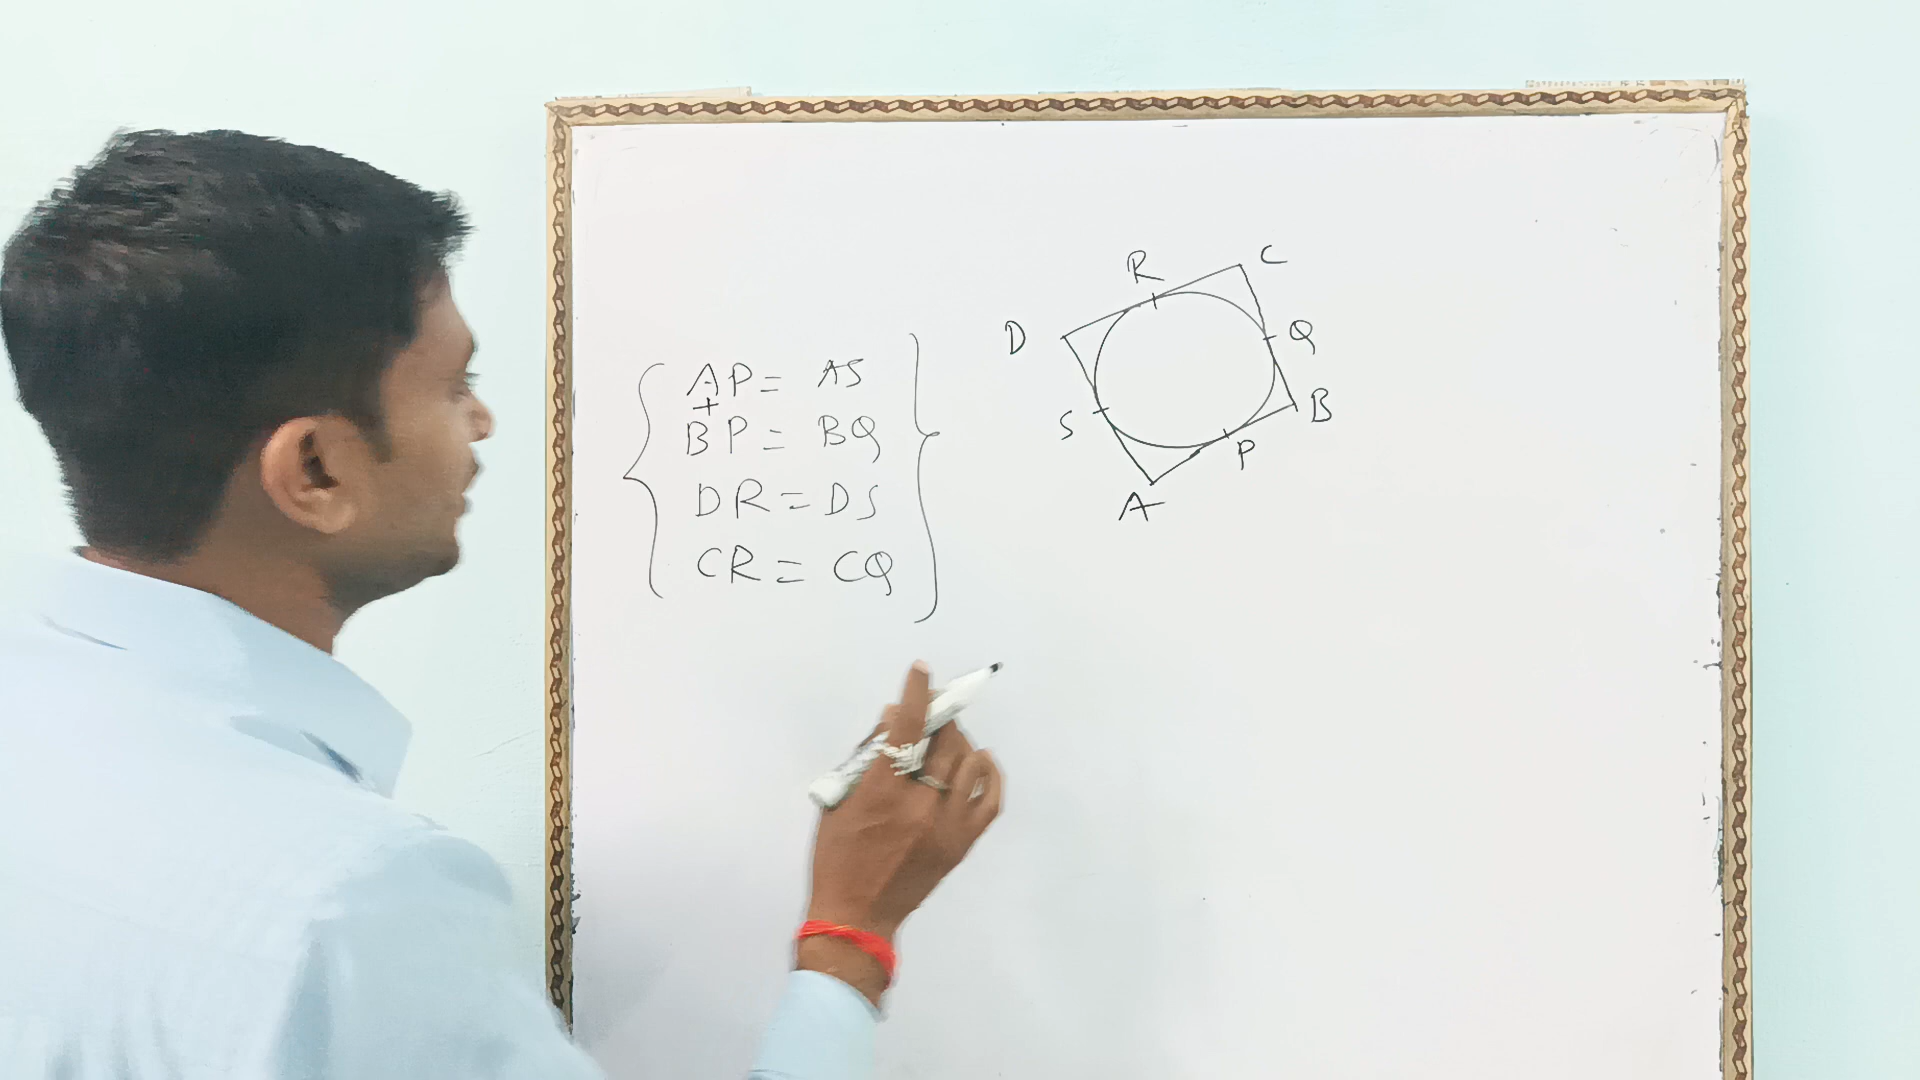 AP = AS
+
BP = BQ
DR = DS
CR = CQ
R
C
D
Q
S
B
P
A